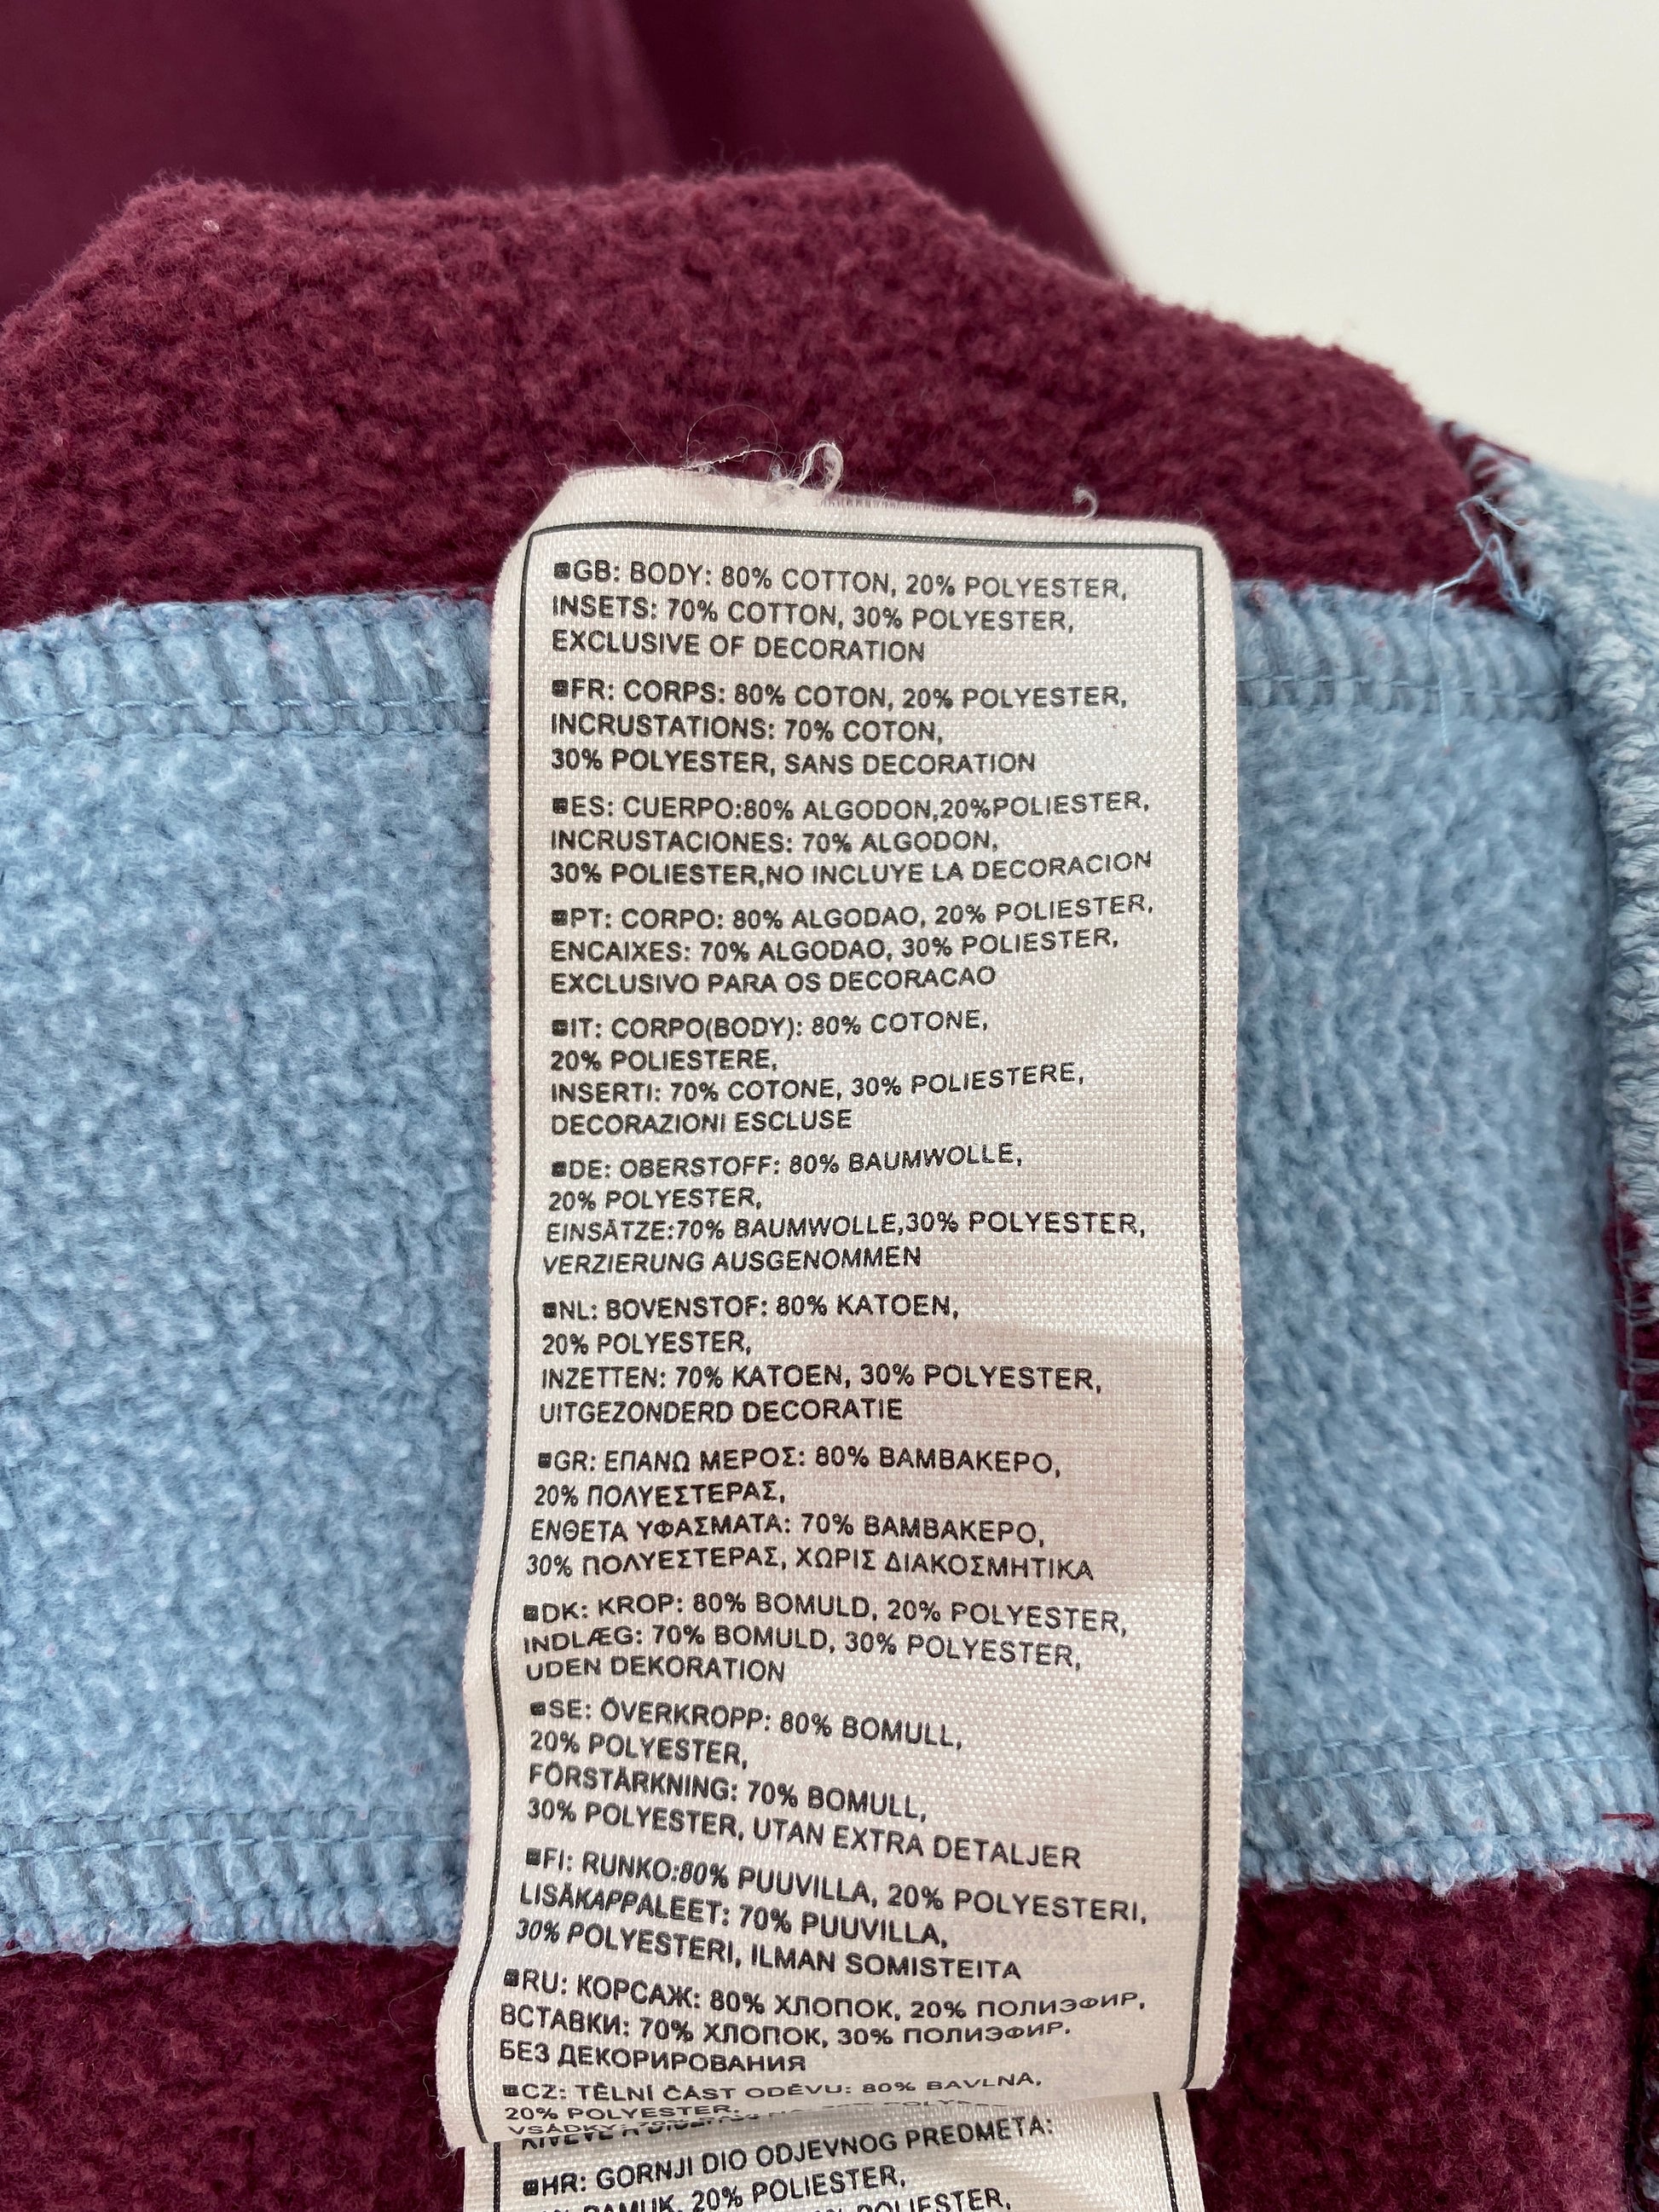 GB: BODY: 80% COTTON, 20% POLYESTER,
INSETS: 70% COTTON, 30% POLYESTER,
EXCLUSIVE OF DECORATION
FR: CORPS: 80% COTON, 20% POLYESTER,
INCRUSTATIONS: 70% COTON,
30% POLYESTER, SANS DECORATION
ES: CUERPO:80% ALGODON,20%POLIESTER,
INCRUSTACIONES: 70% ALGODON,
30% POLIESTER,NO INCLUYE LA DECORACION
PT: CORPO: 80% ALGODAO, 20% POLIESTER,
ENCAIXES: 70% ALGODAO, 30% POLIESTER,
EXCLUSIVO PARA OS DECORACAO
IT: CORPO(BODY): 80% COTONE,
20% POLIESTERE,
INSERTI: 70% COTONE, 30% POLIESTERE,
DECORAZIONI ESCLUSE
DE: OBERSTOFF: 80% BAUMWOLLE,
20% POLYESTER,
EINSÄTZE:70% BAUMWOLLE,30% POLYESTER,
VERZIERUNG AUSGENOMMEN
NL: BOVENSTOF: 80% KATOEN,
20% POLYESTER,
INZETTEN: 70% KATOEN, 30% POLYESTER,
UITGEZONDERD DECORATIE
GR: ΕΠΑΝΩ ΜΕΡΟΣ: 80% ΒΑΜΒΑΚΕΡΟ,
20% ΠΟΛΥΕΣΤΕΡΑΣ,
ΕΝΘΕΤΑ ΥΦΑΣΜΑΤΑ: 70% ΒΑΜΒΑΚΕΡΟ,
30% ΠΟΛΥΕΣΤΕΡΑΣ, ΧΩΡΙΣ ΔΙΑΚΟΣΜΗΤΙΚΑ
DK: KROP: 80% BOMULD, 20% POLYESTER,
INDLÆG: 70% BOMULD, 30% POLYESTER,
UDEN DEKORATION
SE: ÖVERKROPP: 80% BOMULL,
20% POLYESTER,
FÖRSTÄRKNING: 70% BOMULL,
30% POLYESTER, UTAN EXTRA DETALJER
FI: RUNKO:80% PUUVILLA, 20% POLYESTERI,
LISÄKAPPALEET: 70% PUUVILLA,
30% POLYESTERI, ILMAN SOMISTEITA
RU: КОРСАЖ: 80% ХЛОПОК, 20% ПОЛИЭФИР,
ВСТАВКИ: 70% ХЛОПОК, 30% ПОЛИЭФИР.
БЕЗ ДЕКОРИРОВАНИЯ
CZ: TĚLNÍ ČÁST ODĚVU: 80% BAVLNA,
20% POLYESTER,
VSADKY:
HR: GORNJI DIO ODJEVNOG PREDMETA:
PAMUK, 20% POLIESTER,
POLIESTER,